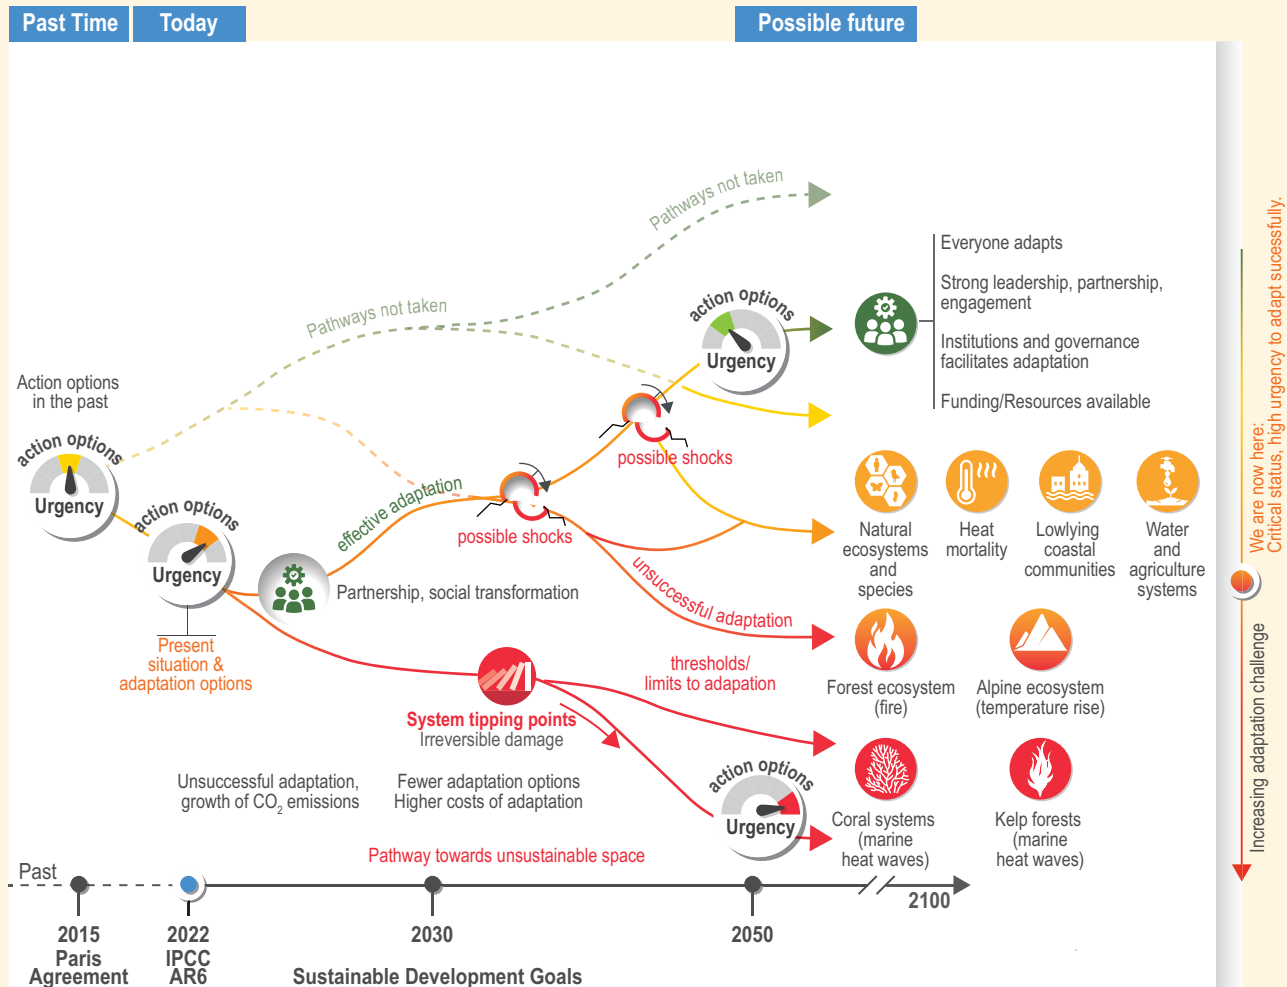 Past Time
Today
Possible future
Pathways not taken
Pathways not taken
Everyone adapts
Strong leadership, partnership,
engagement
Institutions and governance
facilitates adaptation
Funding/Resources available
action options
Urgency
Action options
in the past
action options
Urgency
action options
Urgency
Present
situation &
adaptation options
effective adaptation
Partnership, social transformation
possible shocks
possible shocks
unsuccessful adaptation
thresholds/
limits to adapation
Natural
ecosystems
and
species
Heat
mortality
Lowlying
coastal
communities
Water
and
agriculture
systems
Forest ecosystem
(fire)
Alpine ecosystem
(temperature rise)
System tipping points
Irreversible damage
Unsuccessful adaptation,
growth of CO2 emissions
Fewer adaptation options
Higher costs of adaptation
action options
Urgency
Coral systems
(marine
heat waves)
Kelp forests
(marine
heat waves)
Pathway towards unsustainable space
Past
2100
2015
Paris
Agreement
2022
IPCC
AR6
2030
2050
Sustainable Development Goals
We are now here:
Critical status, high urgency to adapt sucessfully.
Increasing adaptation challenge